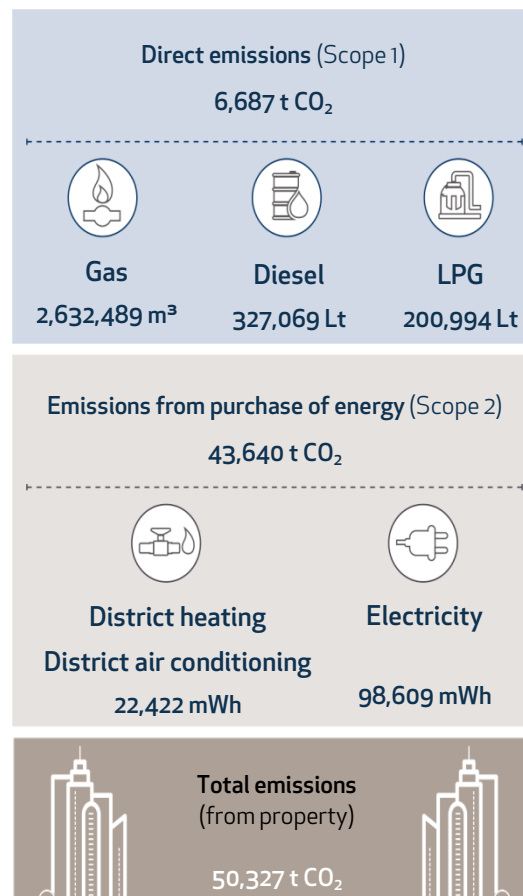 Direct emissions (Scope 1)
6,687 t CO₂
Gas
Diesel
LPG
2,632,489 m³
327,069 Lt
200,994 Lt
Emissions from purchase of energy (Scope 2)
43,640 t CO₂
District heating
District air conditioning
22,422 mWh
Electricity
98,609 mWh
Total emissions
(from property)
50,327 t CO₂